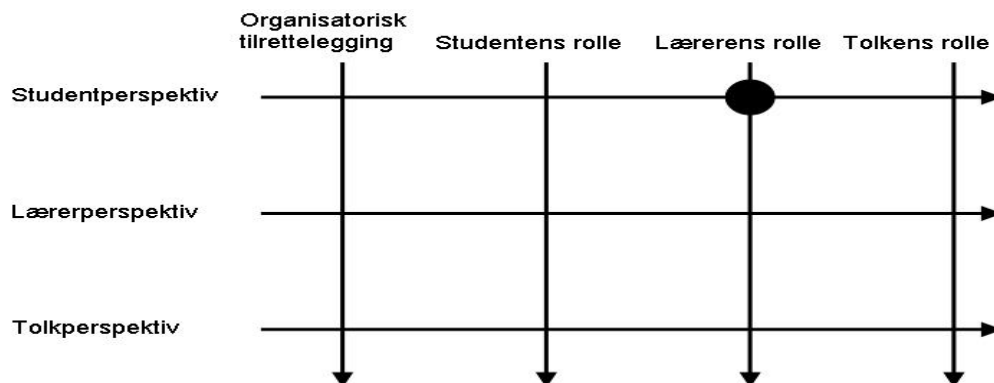 Organisatorisk
tilrettelegging
Studentens rolle
Lærerens rolle
Tolkens rolle
Studentperspektiv
Lærerperspektiv
Tolkperspektiv